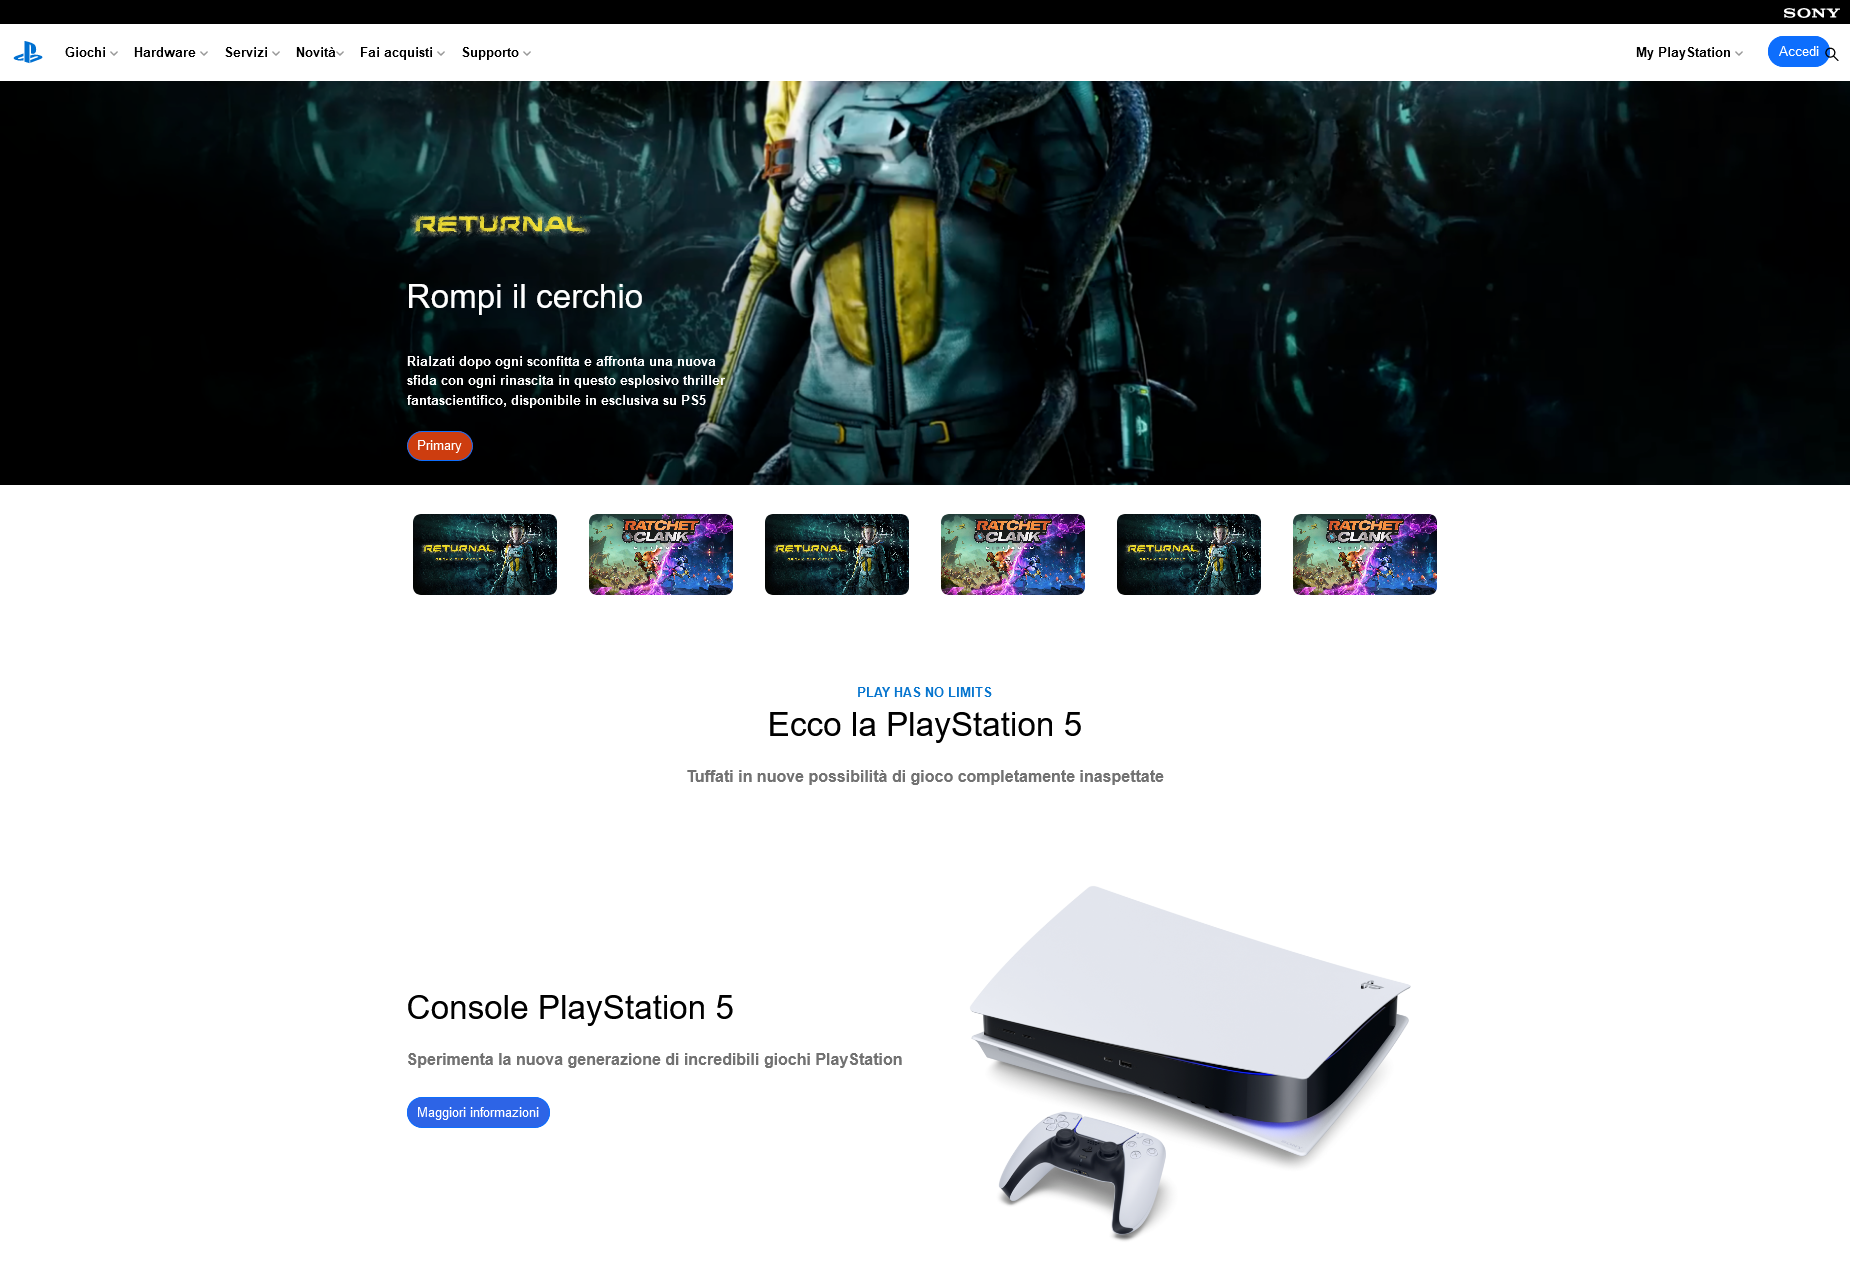 SONY
Giochi
Hardware
Servizi
Novità
Fai acquisti
Supporto
My PlayStation
Accedi
RETURNAL
Rompi il cerchio
Rialzati dopo ogni sconfitta e affronta una nuova
sfida con ogni rinascita in questo esplosivo thriller
fantascientifico, disponibile in esclusiva su PS5
Primary
RETURNAL
RATCHET
CLANK
RETURNAL
RATCHET
CLANK
RETURNAL
RATCHET
CLANK
PLAY HAS NO LIMITS
Ecco la PlayStation 5
Tuffati in nuove possibilità di gioco completamente inaspettate
Console PlayStation 5
Sperimenta la nuova generazione di incredibili giochi PlayStation
Maggiori informazioni